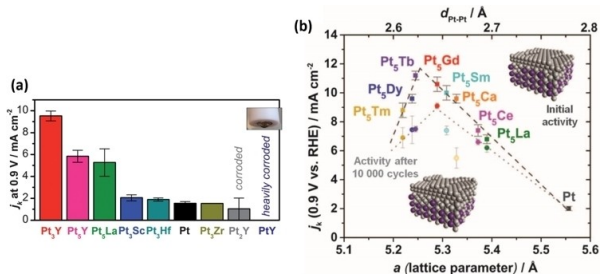 (a)
j_k at 0.9 V / mA cm⁻²
10
8
6
4
2
0
corroded
heavily corroded
Pt₃Y Pt₅Y Pt₅La Pt₃Sc Pt₃Hf Pt Pt₃Zr Pt₂Y PtY
(b)
d_Pt-Pt / Å
2.6 2.7 2.8
j_k (0.9 V vs. RHE) / mA cm⁻²
14
12
10
8
6
4
2
0
Pt₅Tb
Pt₅Gd
Pt₅Dy
Pt₅Sm
Pt₅Tm
Pt₅Ca
Pt₅Ce
Pt₅La
Pt
Initial
activity
Activity after
10 000 cycles
5.1 5.2 5.3 5.4 5.5 5.6
a (lattice parameter) / Å